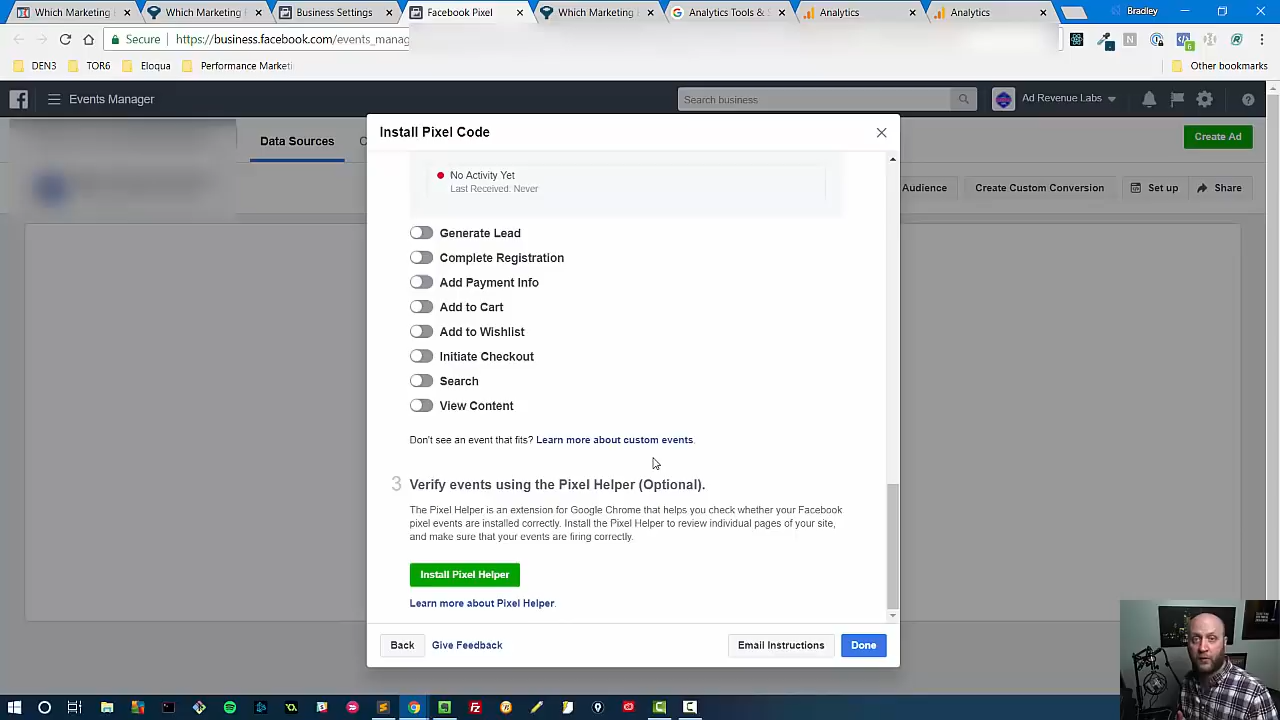 Which Marketing
Which Marketing
Business Settings
Facebook Pixel
Which Marketing
Analytics Tools &
Analytics
Analytics
Bradley
Secure
https://business.facebook.com/events_manag
DEN3
TOR6
Eloqua
Performance Marketi
Other bookmarks
Events Manager
Search business
Ad Revenue Labs
Data Sources
Create Ad
Install Pixel Code
Audience
Create Custom Conversion
Set up
Share
No Activity Yet
Last Received: Never
Generate Lead
Complete Registration
Add Payment Info
Add to Cart
Add to Wishlist
Initiate Checkout
Search
View Content
Don't see an event that fits? Learn more about custom events.
3 Verify events using the Pixel Helper (Optional).
The Pixel Helper is an extension for Google Chrome that helps you check whether your Facebook
pixel events are installed correctly. Install the Pixel Helper to review individual pages of your site,
and make sure that your events are firing correctly.
Install Pixel Helper
Learn more about Pixel Helper.
Back
Give Feedback
Email Instructions
Done